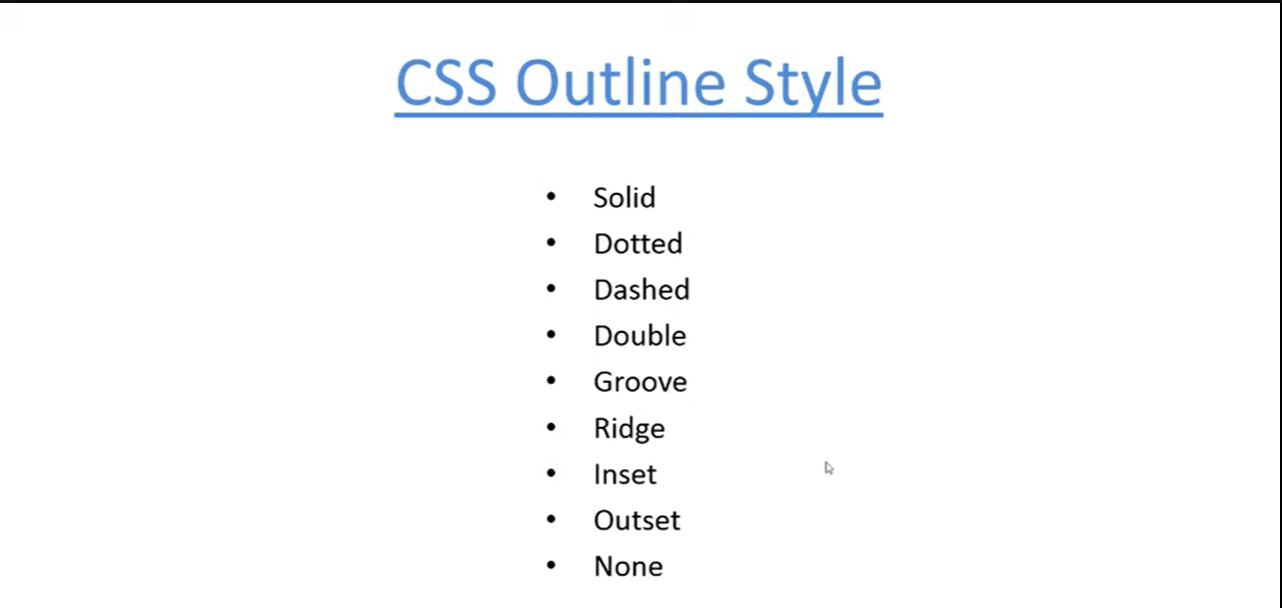 CSS Outline Style
• Solid
• Dotted
• Dashed
• Double
• Groove
• Ridge
• Inset
• Outset
• None